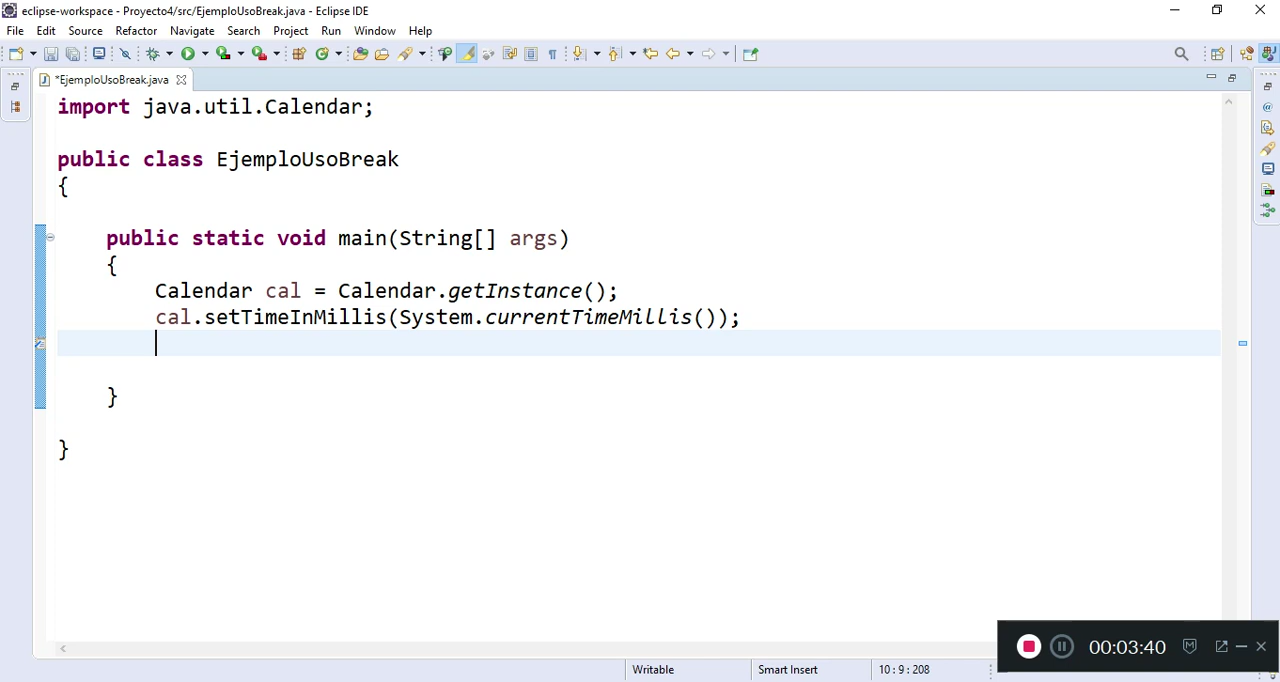 eclipse-workspace - Proyecto4/src/EjemploUsoBreak.java - Eclipse IDE
File Edit Source Refactor Navigate Search Project Run Window Help
*EjemploUsoBreak.java
import java.util.Calendar;
public class EjemploUsoBreak
{
public static void main(String[] args)
{
Calendar cal = Calendar.getInstance();
cal.setTimeInMillis(System.currentTimeMillis());
}
}
00:03:40
Writable Smart Insert 10 : 9 : 208